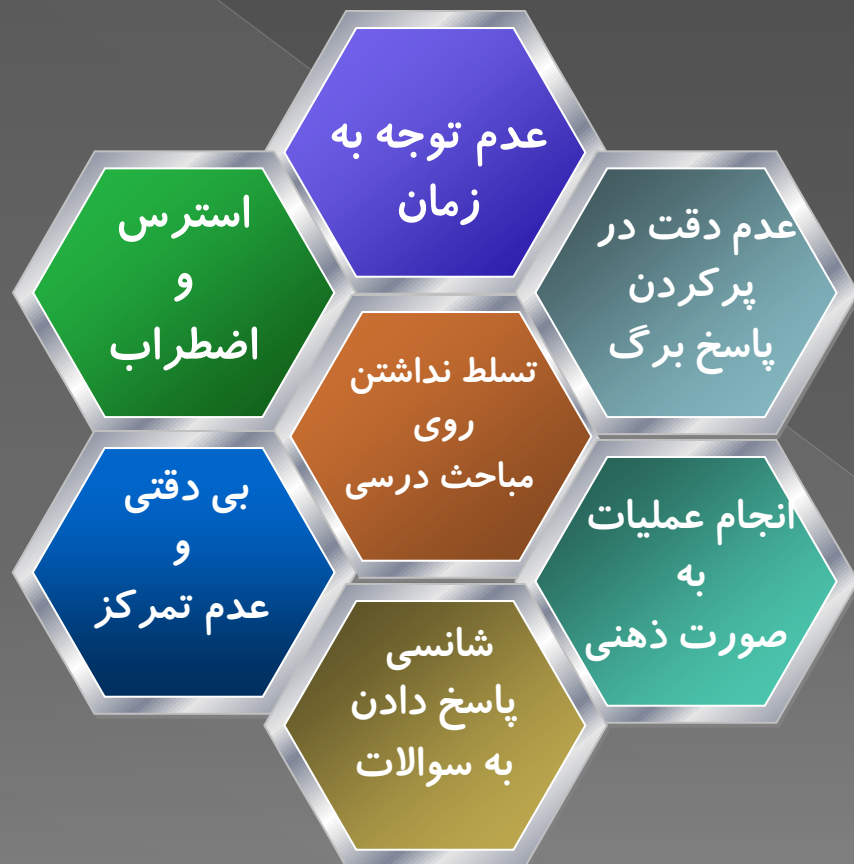 عدم توجه به
زمان
عدم دقت در
پرکردن
پاسخ برگ
استرس
و
اضطراب
تسلط نداشتن
روی
مباحث درسی
انجام عملیات
به
صورت ذهنی
بی دقتی
و
عدم تمرکز
شانسی
پاسخ دادن
به سوالات